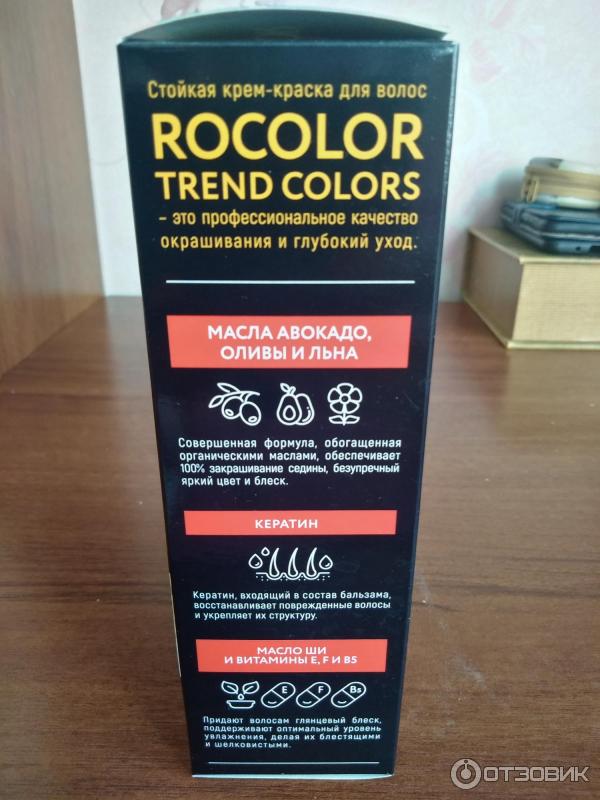 Стойкая крем-краска для волос
ROCOLOR
TREND COLORS
- это профессиональное качество
окрашивания и глубокий уход.
МАСЛА АВОКАДО,
ОЛИВЫ И ЛЬНА
Совершенная формула, обогащенная
органическими маслами, обеспечивает
100% закрашивание седины, безупречный
яркий цвет и блеск.
КЕРАТИН
Кератин, входящий в состав бальзама,
восстанавливает поврежденные волосы
и укрепляет их структуру.
МАСЛО ШИ
И ВИТАМИНЫ E, F И B5
E F B5
Придают волосам глянцевый блеск,
поддерживают оптимальный уровень
увлажнения, делая их блестящими
и шелковистыми.
ОТЗОВИК